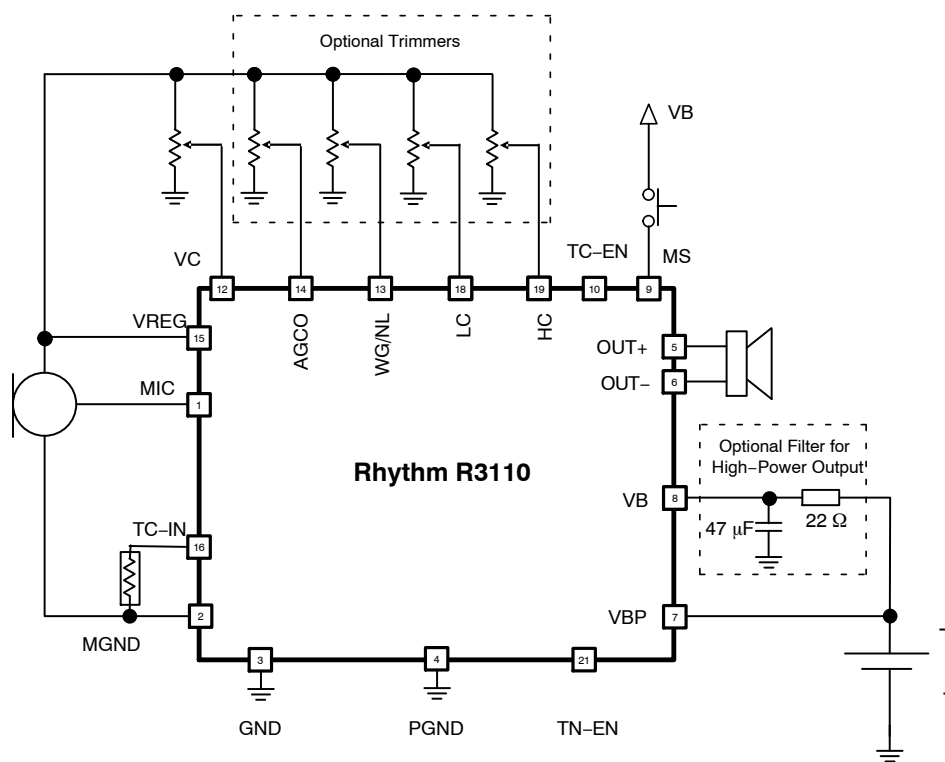 Optional Trimmers
VB
VC
TC−EN
MS
12
14
13
18
19
10
9
VREG
15
AGCO
WG/NL
LC
HC
OUT+
5
OUT−
6
MIC
1
Optional Filter for
High−Power Output
Rhythm R3110
VB
8
47 μF
22 Ω
TC−IN
16
2
VBP
7
MGND
3
4
21
GND
PGND
TN−EN